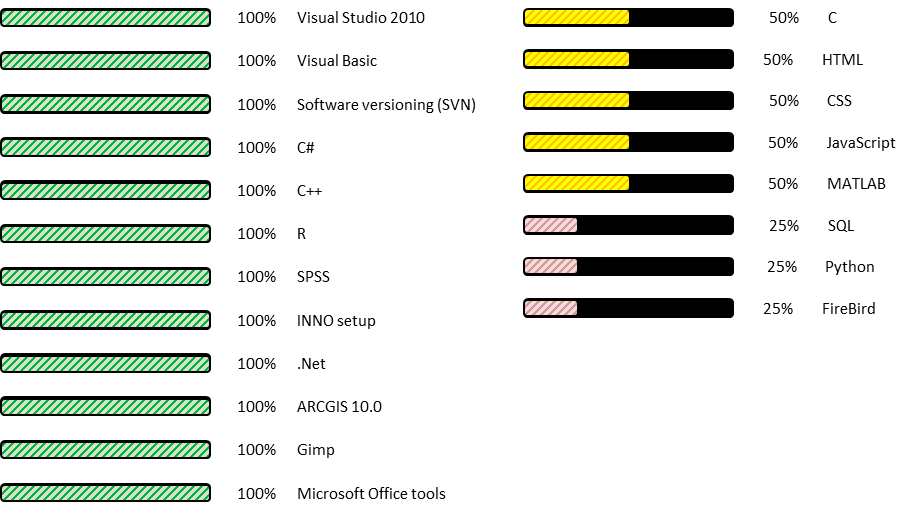 100% Visual Studio 2010
100% Visual Basic
100% Software versioning (SVN)
100% C#
100% C++
100% R
100% SPSS
100% INNO setup
100% .Net
100% ARCGIS 10.0
100% Gimp
100% Microsoft Office tools
50% C
50% HTML
50% CSS
50% JavaScript
50% MATLAB
25% SQL
25% Python
25% FireBird